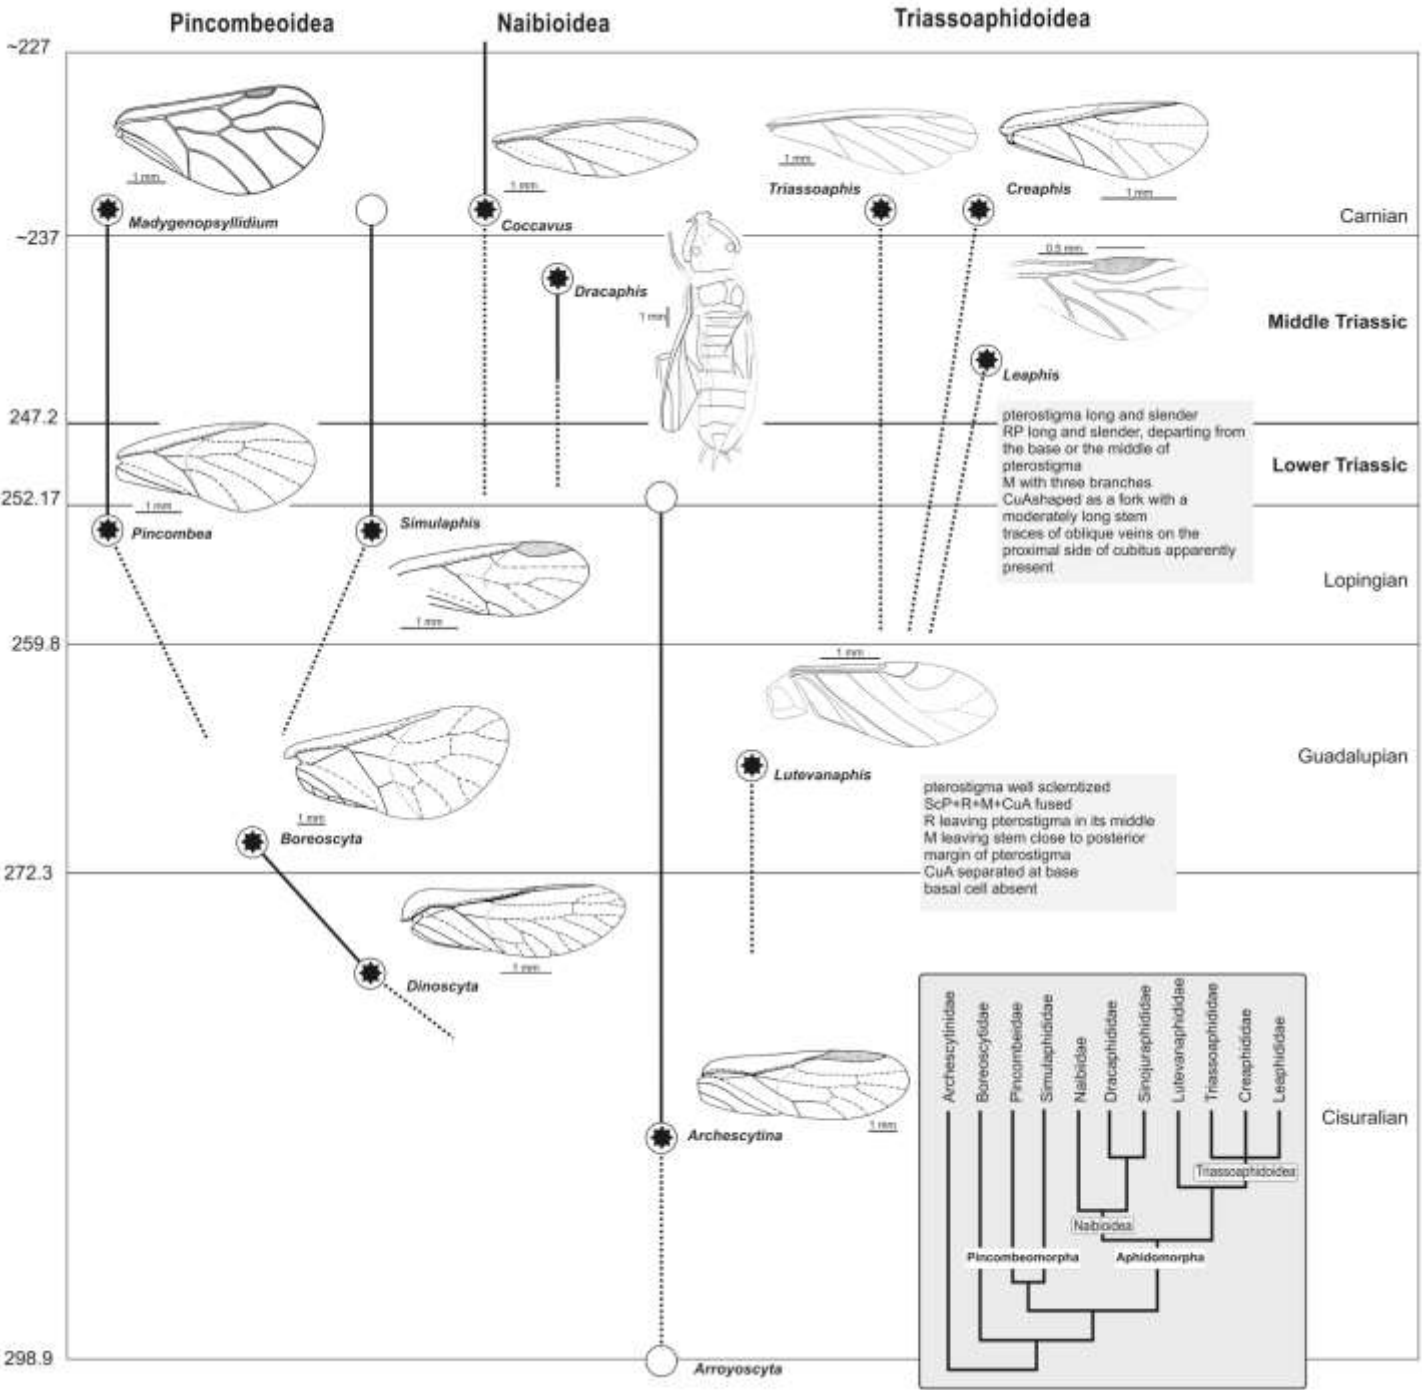 Pincombeoidea
Naibioidea
Triassoaphidoidea
~227
1 mm
1 mm
1 mm
1 mm
Madygenopsyllidium
Coccavus
Triassoaphis
Creaphis
Carnian
~237
0.5 mm
Dracaphis
1 mm
Middle Triassic
Leaphis
247.2
pterostigma long and slender
RP long and slender, departing from
the base or the middle of
pterostigma
M with three branches
CuAshaped as a fork with a
moderately long stem
traces of oblique veins on the
proximal side of cubitus apparently
present
Lower Triassic
252.17
1 mm
Pincombea
Simulaphis
1 mm
Lopingian
259.8
1 mm
Guadalupian
Lutevanaphis
pterostigma well sclerotized
ScP+R+M+CuA fused
R leaving pterostigma in its middle
M leaving stem close to posterior
margin of pterostigma
CuA separated at base
basal cell absent
1 mm
Boreoscyta
272.3
1 mm
Dinoscyta
Archescytina
1 mm
Cisuralian
Archescytinidae
Boreoscytidae
Pincombeidae
Simulaphididae
Naibiidae
Dracaphididae
Sinojuraphididae
Lutevanaphididae
Triassoaphididae
Creaphididae
Leaphididae
Triassoaphidoidea
Naibioidea
Pincombeomorpha
Aphidomorpha
298.9
Arroyoscyta